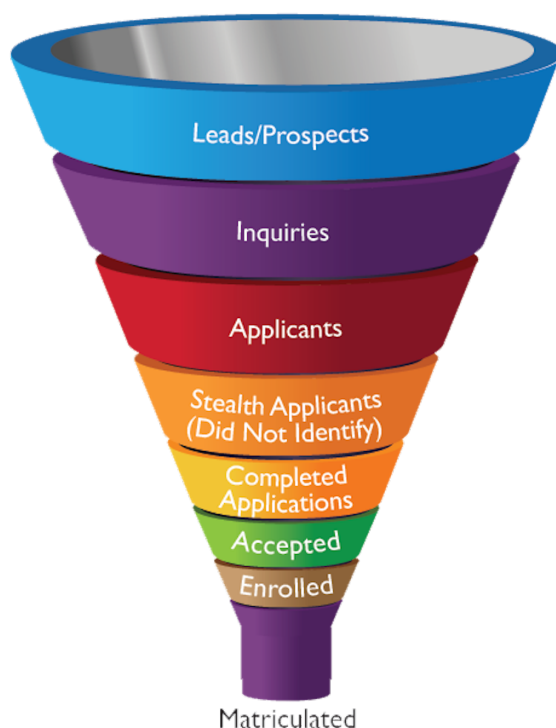 Leads/Prospects
Inquiries
Applicants
Stealth Applicants
(Did Not Identify)
Completed
Applications
Accepted
Enrolled
Matriculated